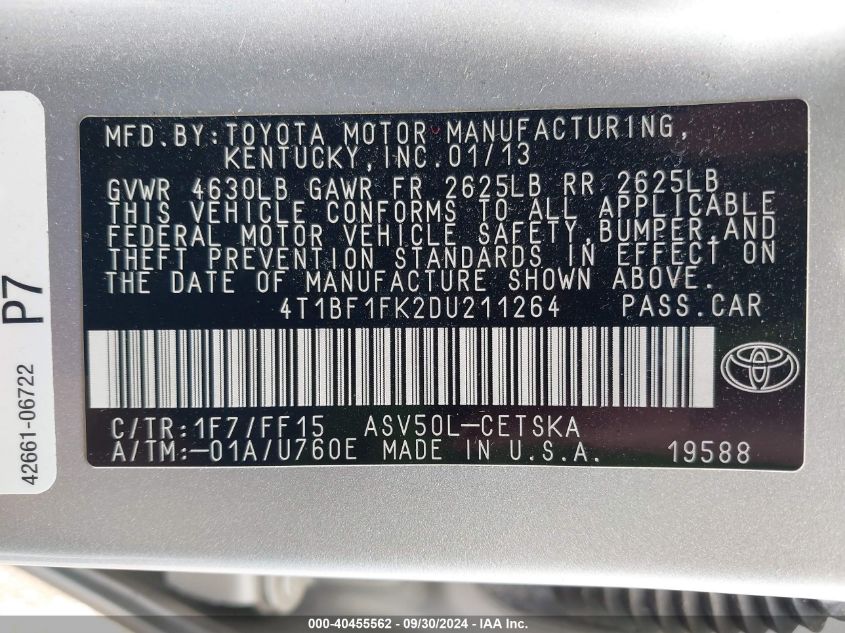 MFD.BY:TOYOTA MOTOR MANUFACTURING,
KENTUCKY,INC.01/13
GVWR 4630LB GAWR FR 2625LB RR 2625LB
THIS VEHICLE CONFORMS TO ALL APPLICABLE
FEDERAL MOTOR VEHICLE SAFETY,BUMPER,AND
THEFT PREVENTION STANDARDS IN EFFECT ON
THE DATE OF MANUFACTURE SHOWN ABOVE.
4T1BF1FK2DU211264 PASS.CAR
C/TR:1F7/FF15 ASV50L-CETSKA
A/TM:-01A/U760E MADE IN U.S.A. 19588
P7
42661-06722
000-40455562 - 09/30/2024 - IAA Inc.